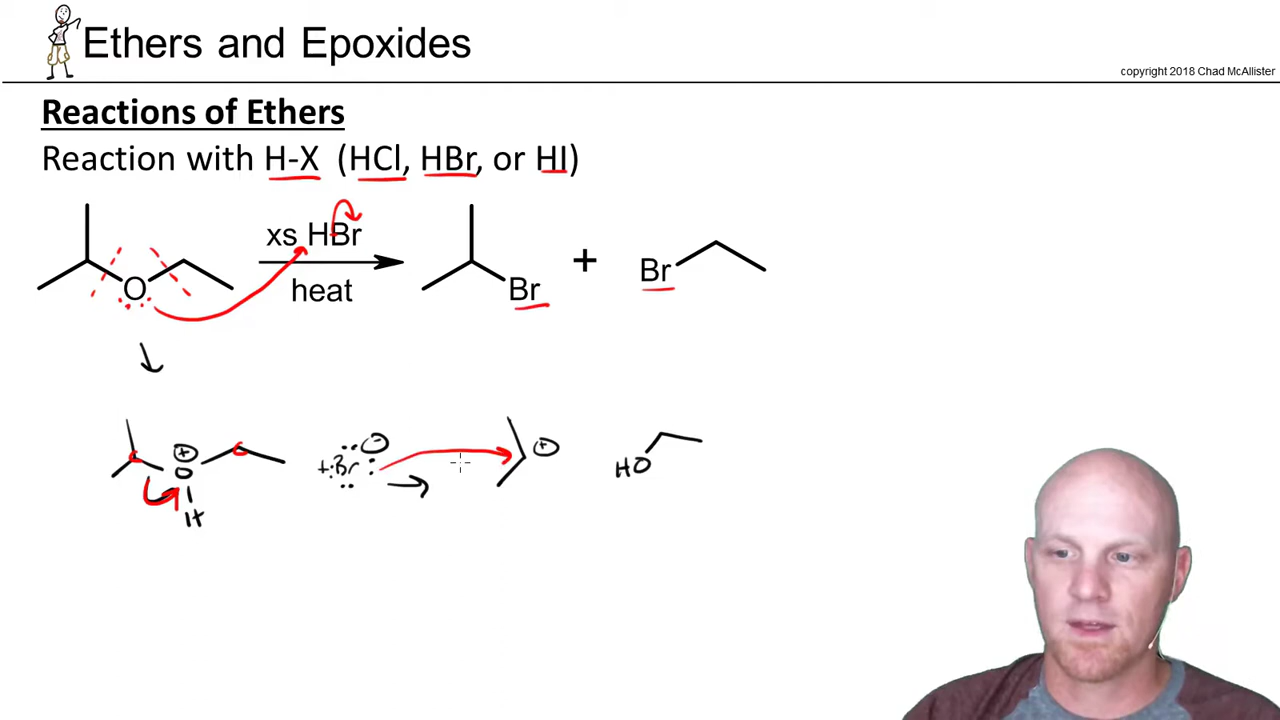 Ethers and Epoxides
copyright 2018 Chad McAllister
Reactions of Ethers
Reaction with H-X (HCl, HBr, or HI)
xs HBr
O
heat
Br
+
Br
+
O
H
+ :Br
−
+
HO